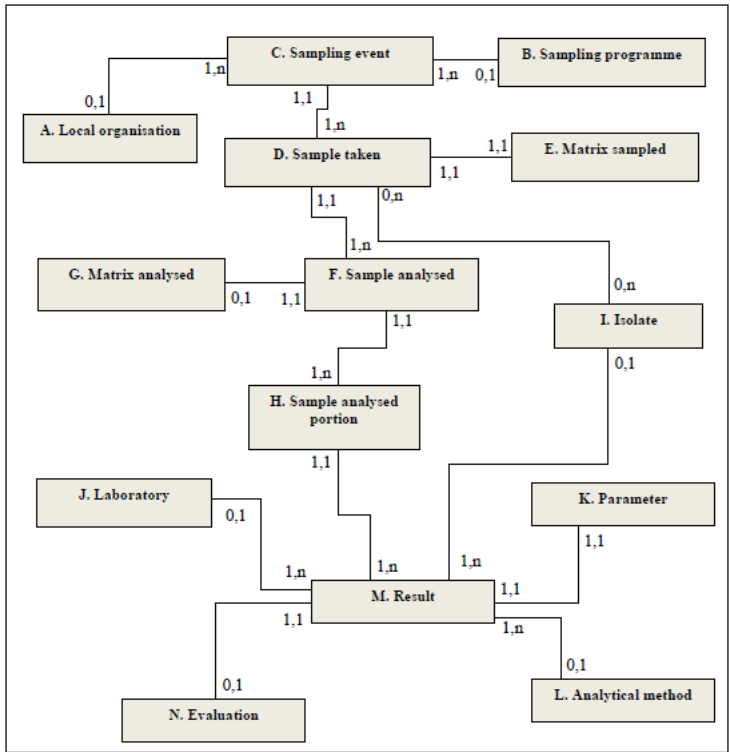 C. Sampling event
B. Sampling programme
1,n
1,n
0,1
0,1
1,1
A. Local organisation
1,n
D. Sample taken
E. Matrix sampled
1,1
1,1
1,1
0,n
1,n
G. Matrix analysed
F. Sample analysed
0,1
1,1
0,n
1,1
I. Isolate
1,n
0,1
H. Sample analysed
portion
1,1
J. Laboratory
K. Parameter
0,1
1,1
1,n
1,n
1,n
M. Result
1,1
1,1
1,n
0,1
0,1
N. Evaluation
L. Analytical method